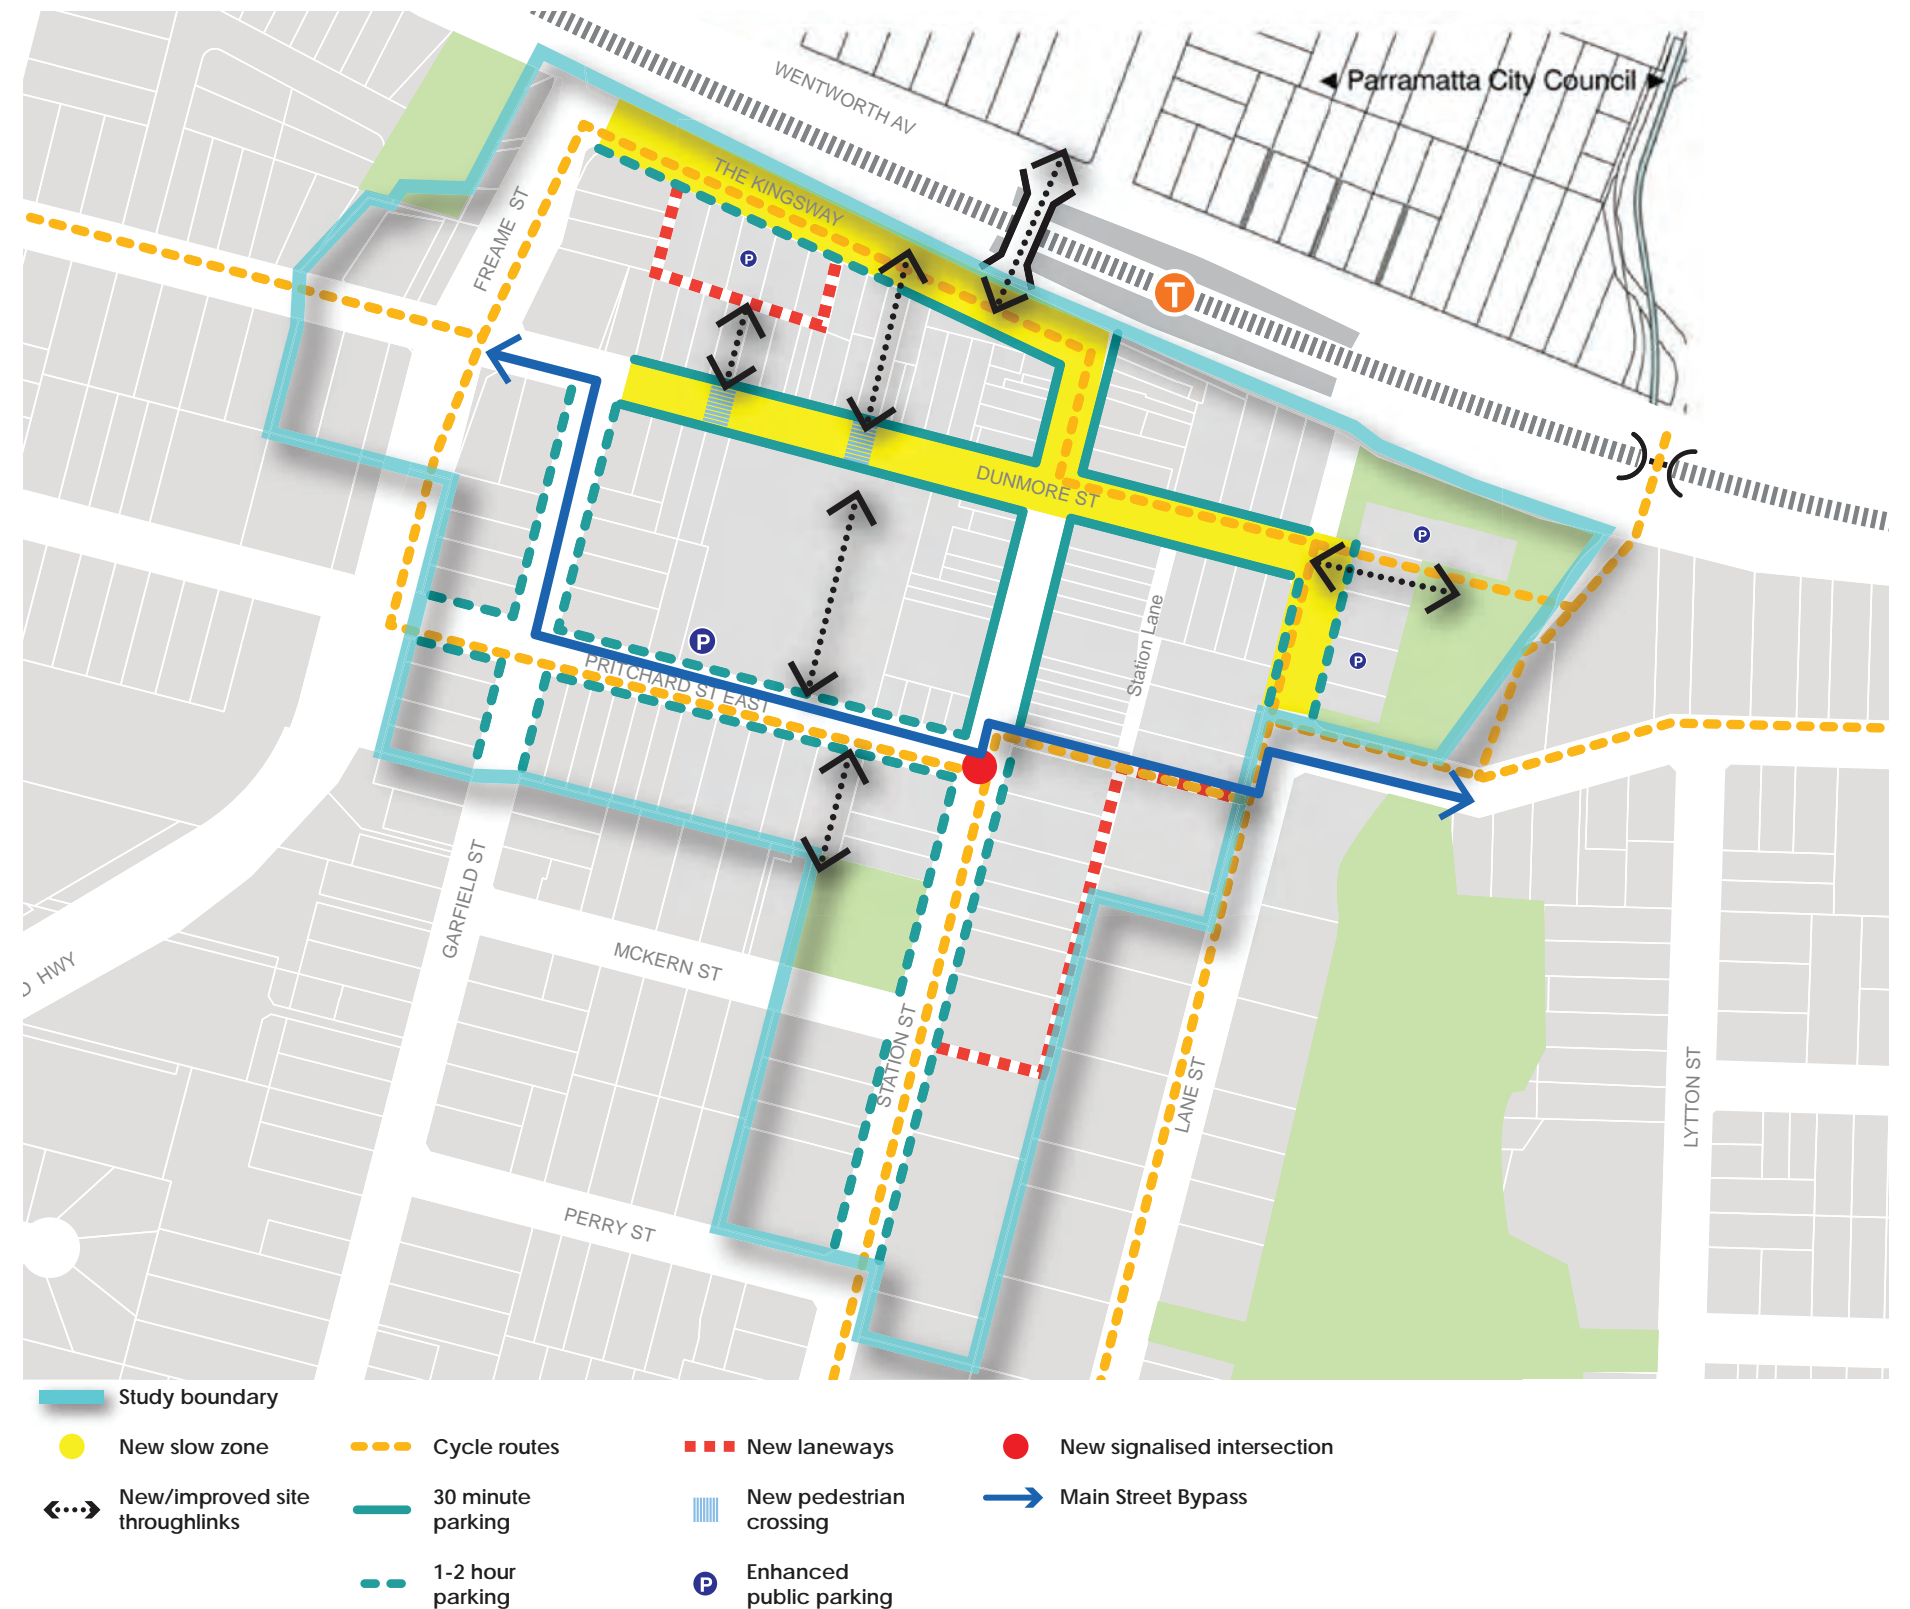 WENTWORTH AV
◄ Parramatta City Council ►
THE KINGSWAY
FREAME ST
P
T
DUNMORE ST
P
Station Lane
P
PRITCHARD ST EAST
P
GARFIELD ST
MCKERN ST
HWY
STATION ST
LANE ST
LYTTON ST
PERRY ST
Study boundary
New slow zone
Cycle routes
New laneways
New signalised intersection
New/improved site
throughlinks
30 minute
parking
New pedestrian
crossing
Main Street Bypass
1-2 hour
parking
P
Enhanced
public parking